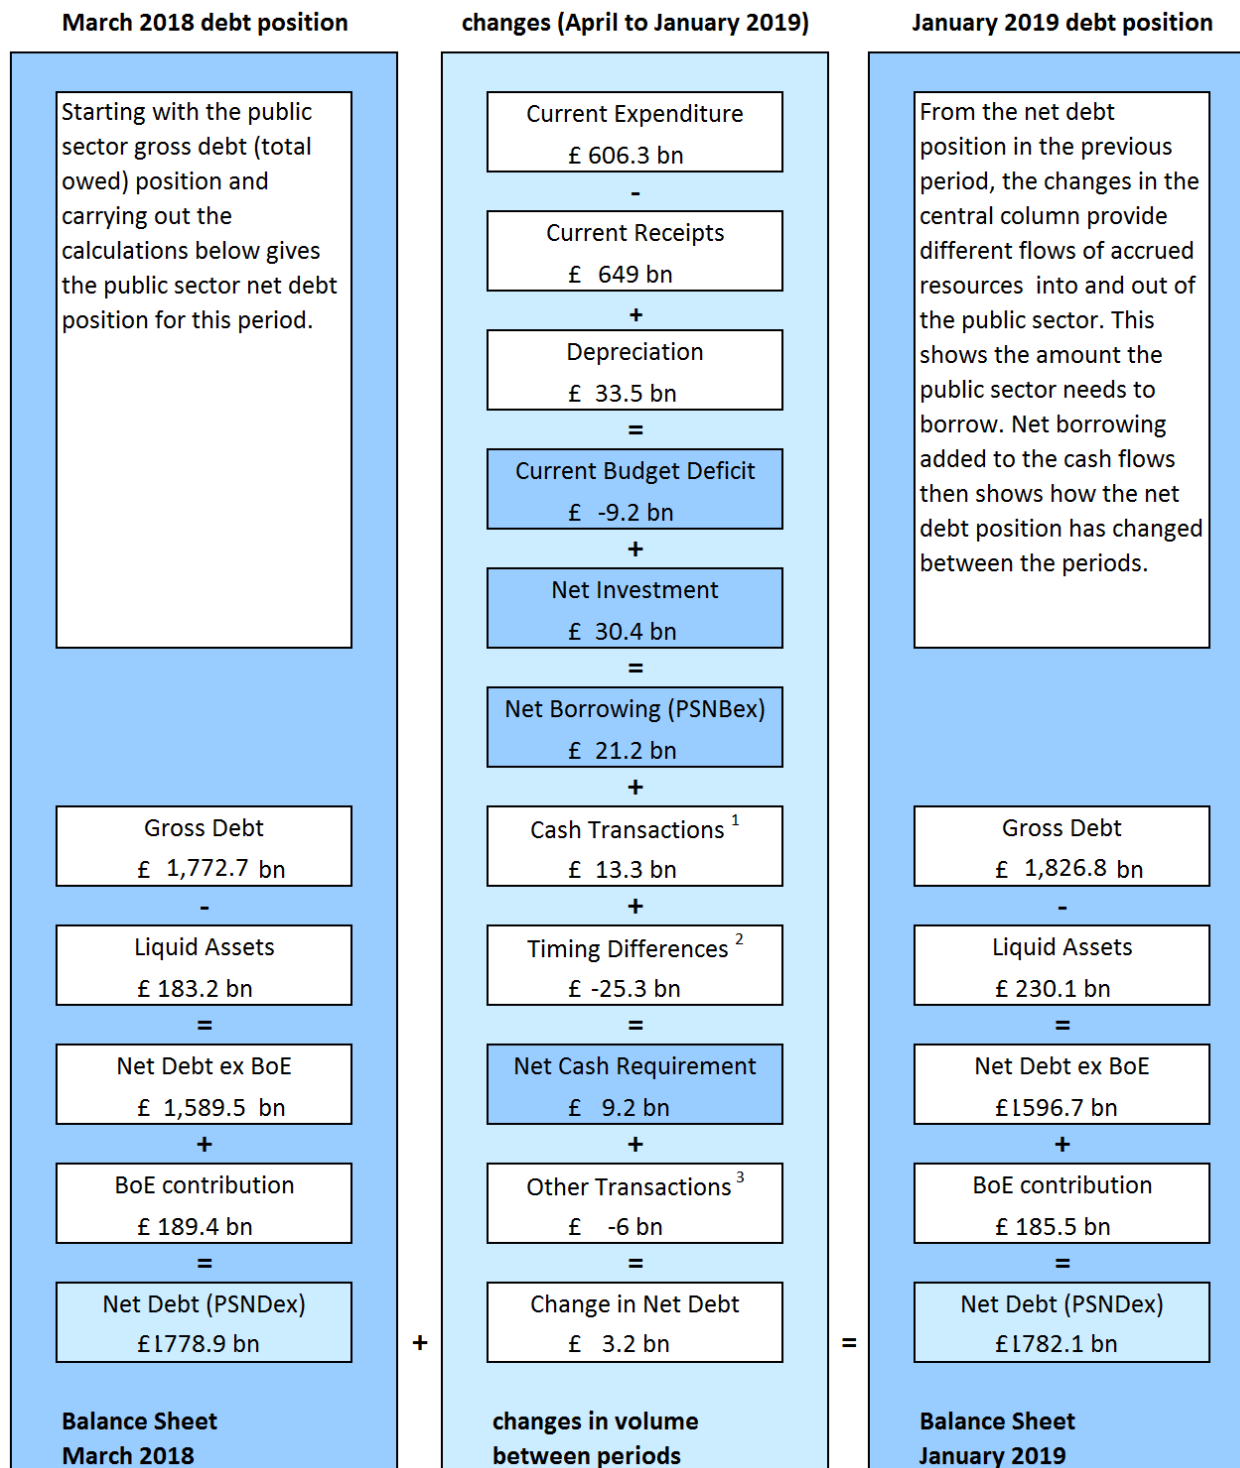 March 2018 debt position
Starting with the public
sector gross debt (total
owed) position and
carrying out the
calculations below gives
the public sector net debt
position for this period.
Gross Debt
£ 1,772.7 bn
-
Liquid Assets
£ 183.2 bn
=
Net Debt ex BoE
£ 1,589.5 bn
+
BoE contribution
£ 189.4 bn
=
Net Debt (PSNDex)
£1778.9 bn
Balance Sheet
March 2018
+
changes (April to January 2019)
Current Expenditure
£ 606.3 bn
-
Current Receipts
£ 649 bn
+
Depreciation
£ 33.5 bn
=
Current Budget Deficit
£ -9.2 bn
+
Net Investment
£ 30.4 bn
=
Net Borrowing (PSNBex)
£ 21.2 bn
+
Cash Transactions 1
£ 13.3 bn
+
Timing Differences 2
£ -25.3 bn
=
Net Cash Requirement
£ 9.2 bn
+
Other Transactions 3
£ -6 bn
=
Change in Net Debt
£ 3.2 bn
changes in volume
between periods
=
January 2019 debt position
From the net debt
position in the previous
period, the changes in the
central column provide
different flows of accrued
resources into and out of
the public sector. This
shows the amount the
public sector needs to
borrow. Net borrowing
added to the cash flows
then shows how the net
debt position has changed
between the periods.
Gross Debt
£ 1,826.8 bn
-
Liquid Assets
£ 230.1 bn
=
Net Debt ex BoE
£1596.7 bn
+
BoE contribution
£ 185.5 bn
=
Net Debt (PSNDex)
£1782.1 bn
Balance Sheet
January 2019